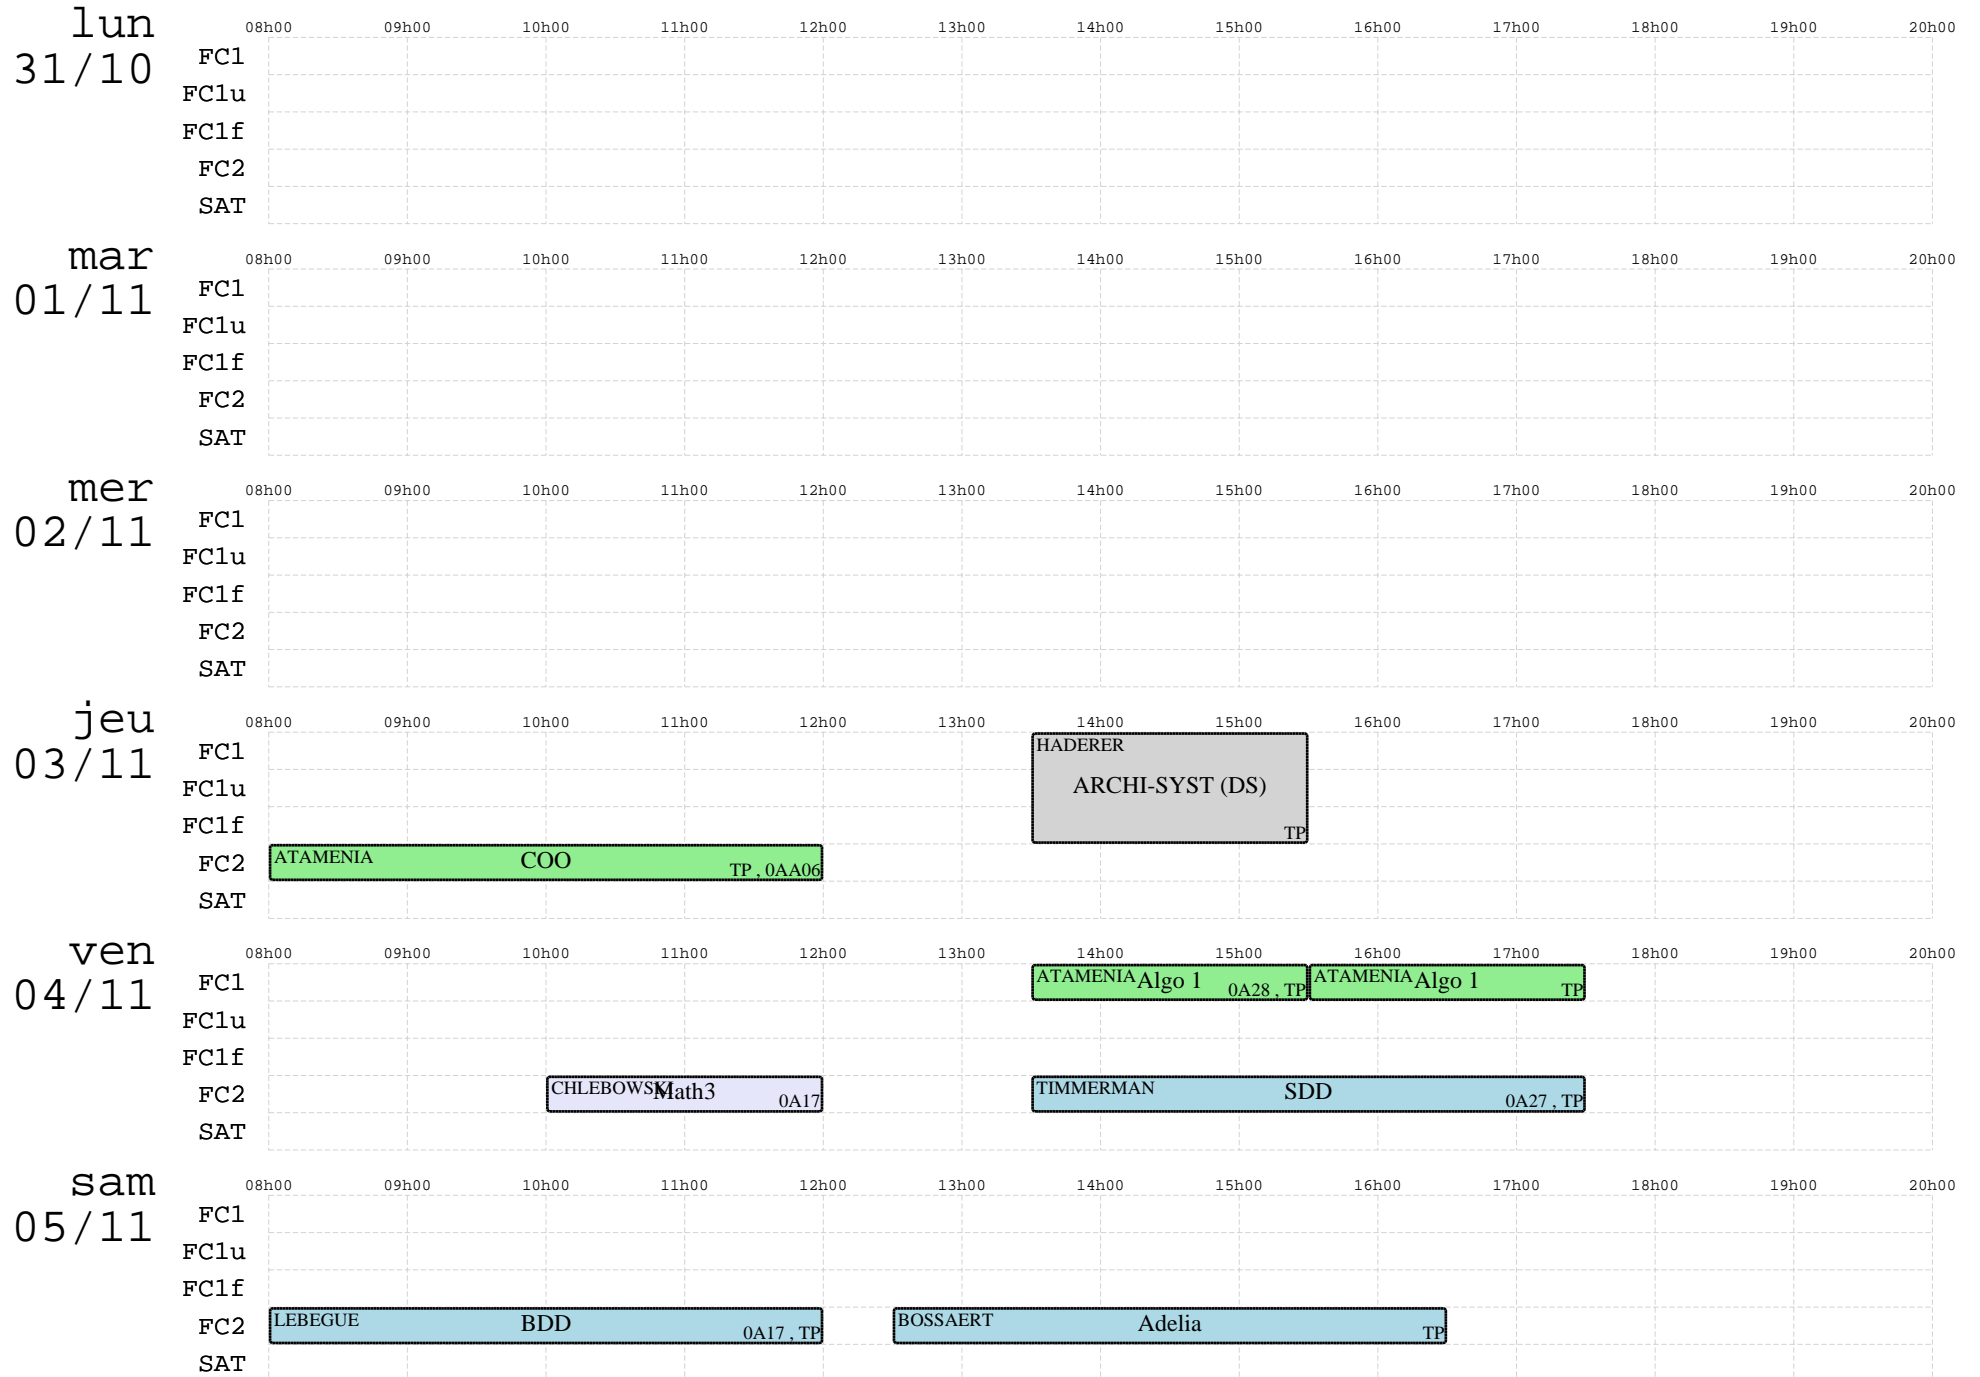 lun
31/10
08h00 09h00 10h00 11h00 12h00 13h00 14h00 15h00 16h00 17h00 18h00 19h00 20h00
FC1
FC1u
FC1f
FC2
SAT
mar
01/11
08h00 09h00 10h00 11h00 12h00 13h00 14h00 15h00 16h00 17h00 18h00 19h00 20h00
FC1
FC1u
FC1f
FC2
SAT
mer
02/11
08h00 09h00 10h00 11h00 12h00 13h00 14h00 15h00 16h00 17h00 18h00 19h00 20h00
FC1
FC1u
FC1f
FC2
SAT
jeu
03/11
08h00 09h00 10h00 11h00 12h00 13h00 14h00 15h00 16h00 17h00 18h00 19h00 20h00
FC1
HADERER
FC1u
ARCHI-SYST (DS)
FC1f
TP
FC2
ATAMENIA COO TP , 0AA06
SAT
ven
04/11
08h00 09h00 10h00 11h00 12h00 13h00 14h00 15h00 16h00 17h00 18h00 19h00 20h00
FC1
ATAMENIA Algo 1 0A28 , TP
ATAMENIA Algo 1 TP
FC1u
FC1f
FC2
CHLEBOWSKI Math3 0A17
TIMMERMAN SDD 0A27 , TP
SAT
sam
05/11
08h00 09h00 10h00 11h00 12h00 13h00 14h00 15h00 16h00 17h00 18h00 19h00 20h00
FC1
FC1u
FC1f
FC2
LEBEGUE BDD 0A17 , TP
BOSSAERT Adelia TP
SAT